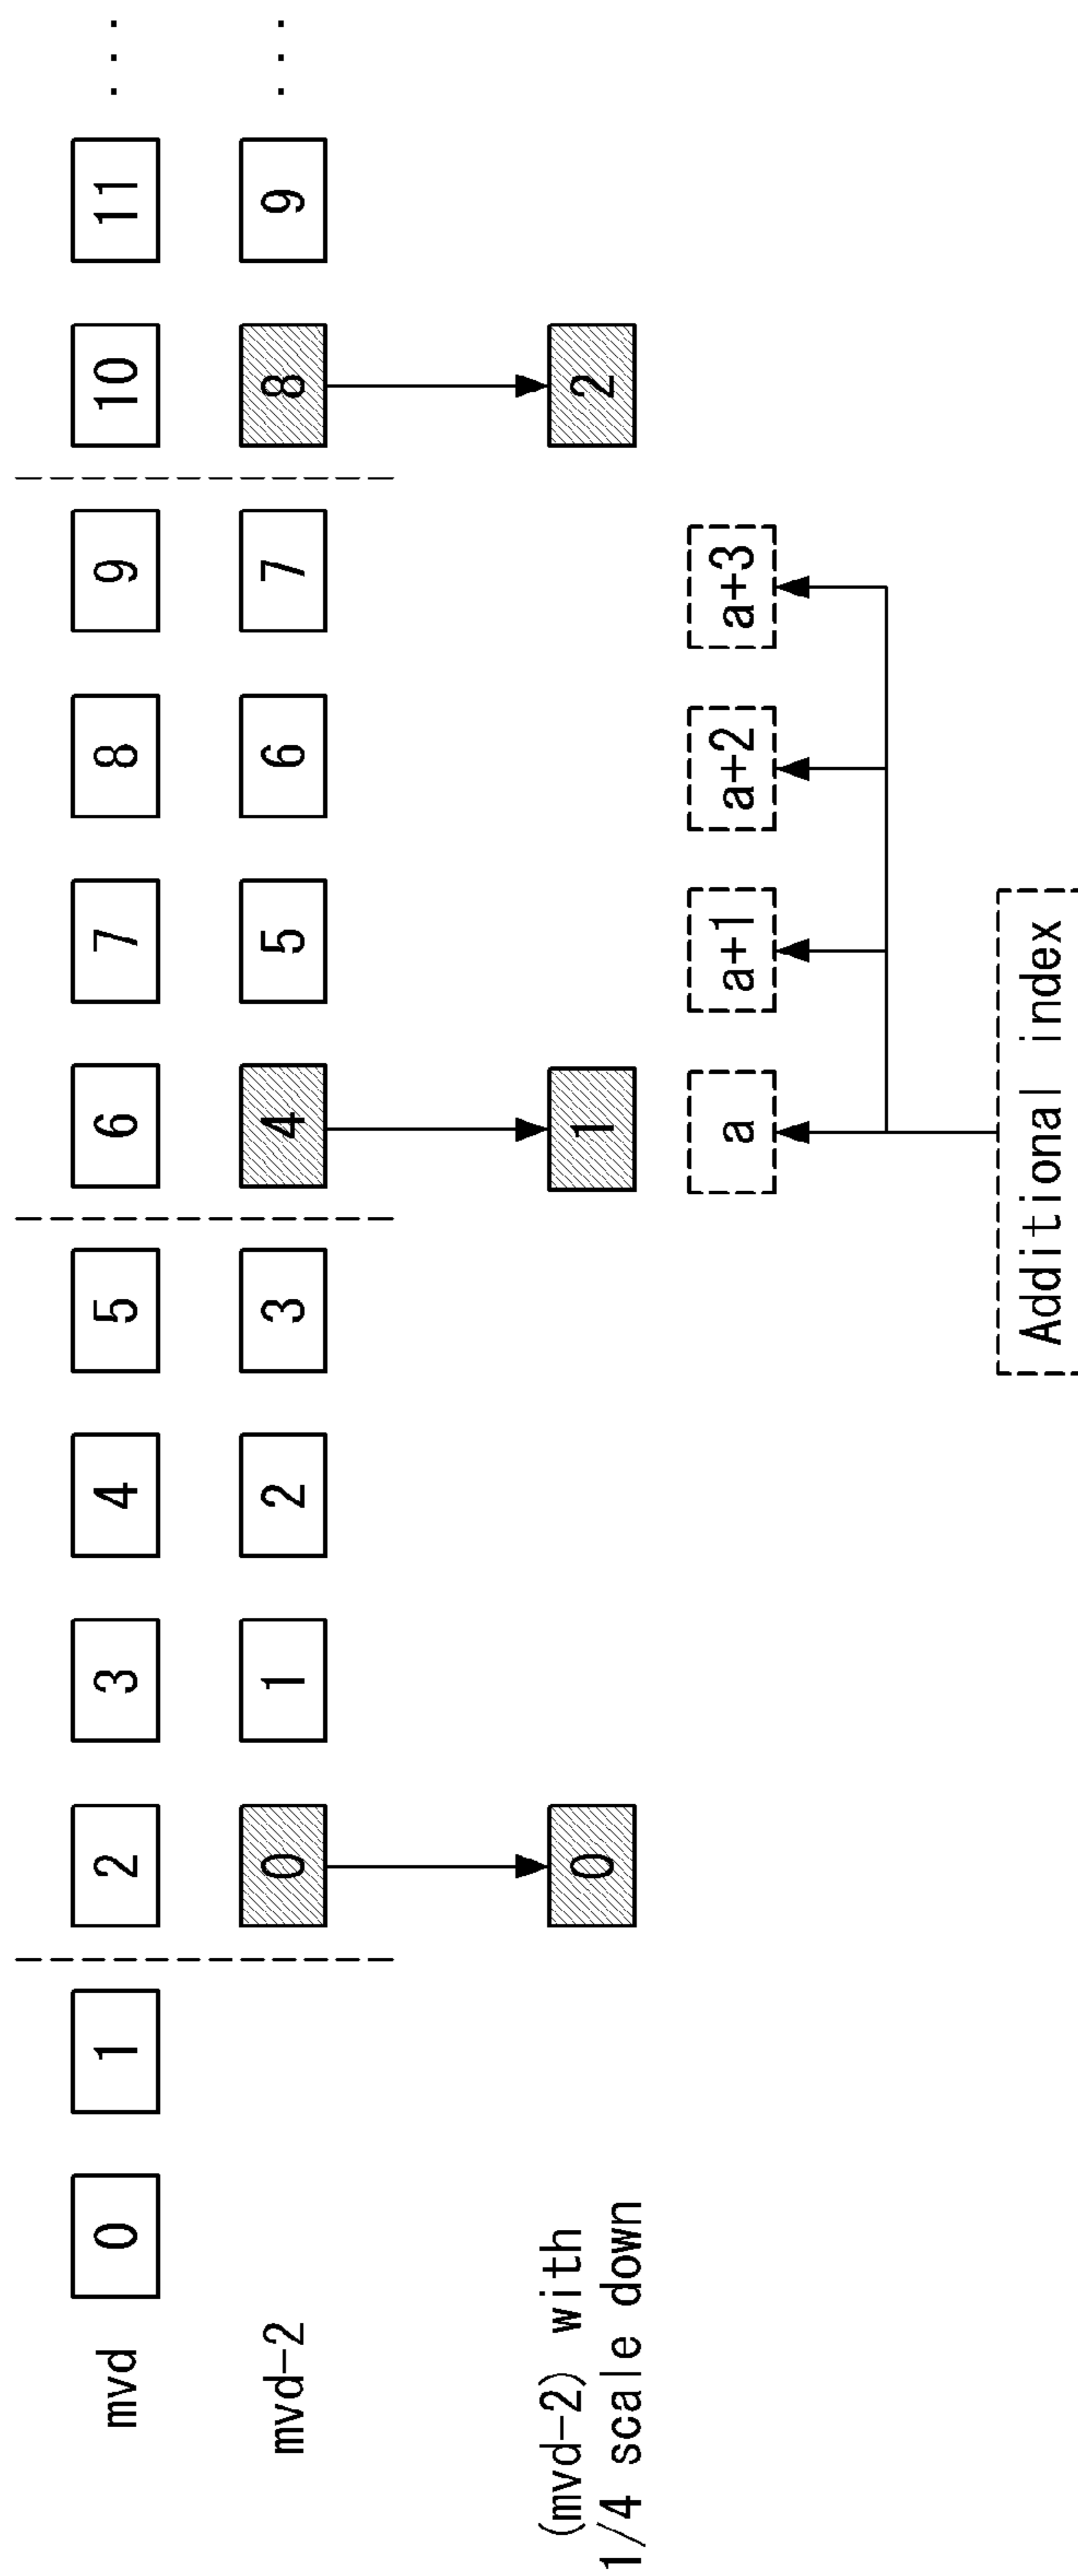 mvd 0 1 2 3 4 5 6 7 8 9 10 11 ...
mvd-2 0 1 2 3 4 5 6 7 8 9 ...
(mvd-2) with
1/4 scale down
0 1 2
a a+1 a+2 a+3
Additional index